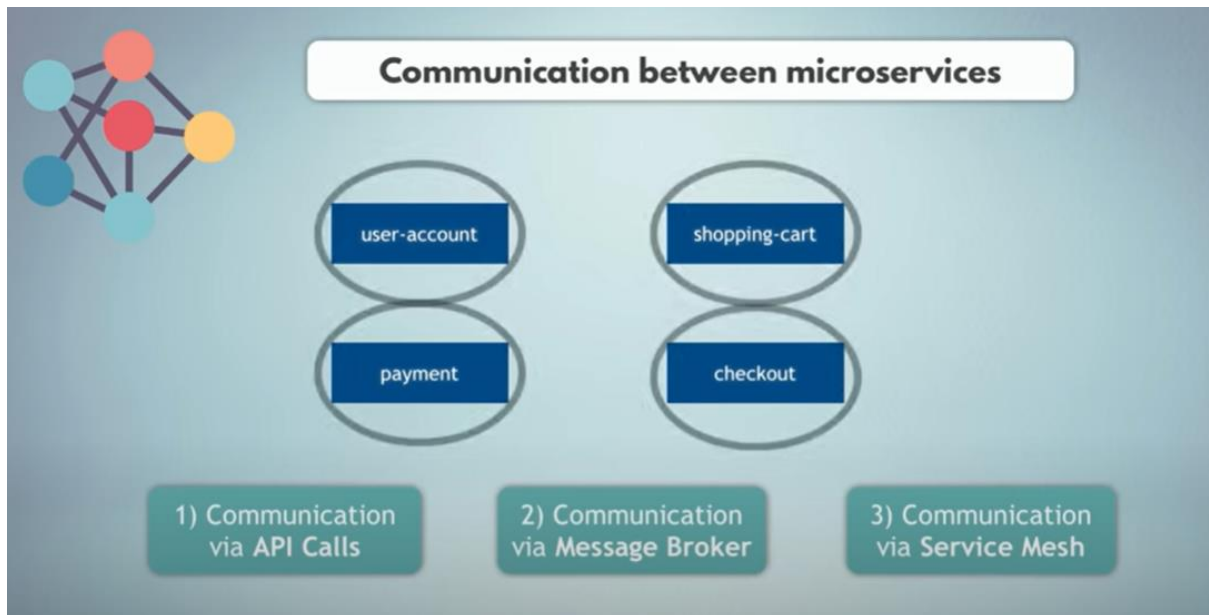 Communication between microservices
user-account
shopping-cart
payment
checkout
1) Communication
via API Calls
2) Communication
via Message Broker
3) Communication
via Service Mesh